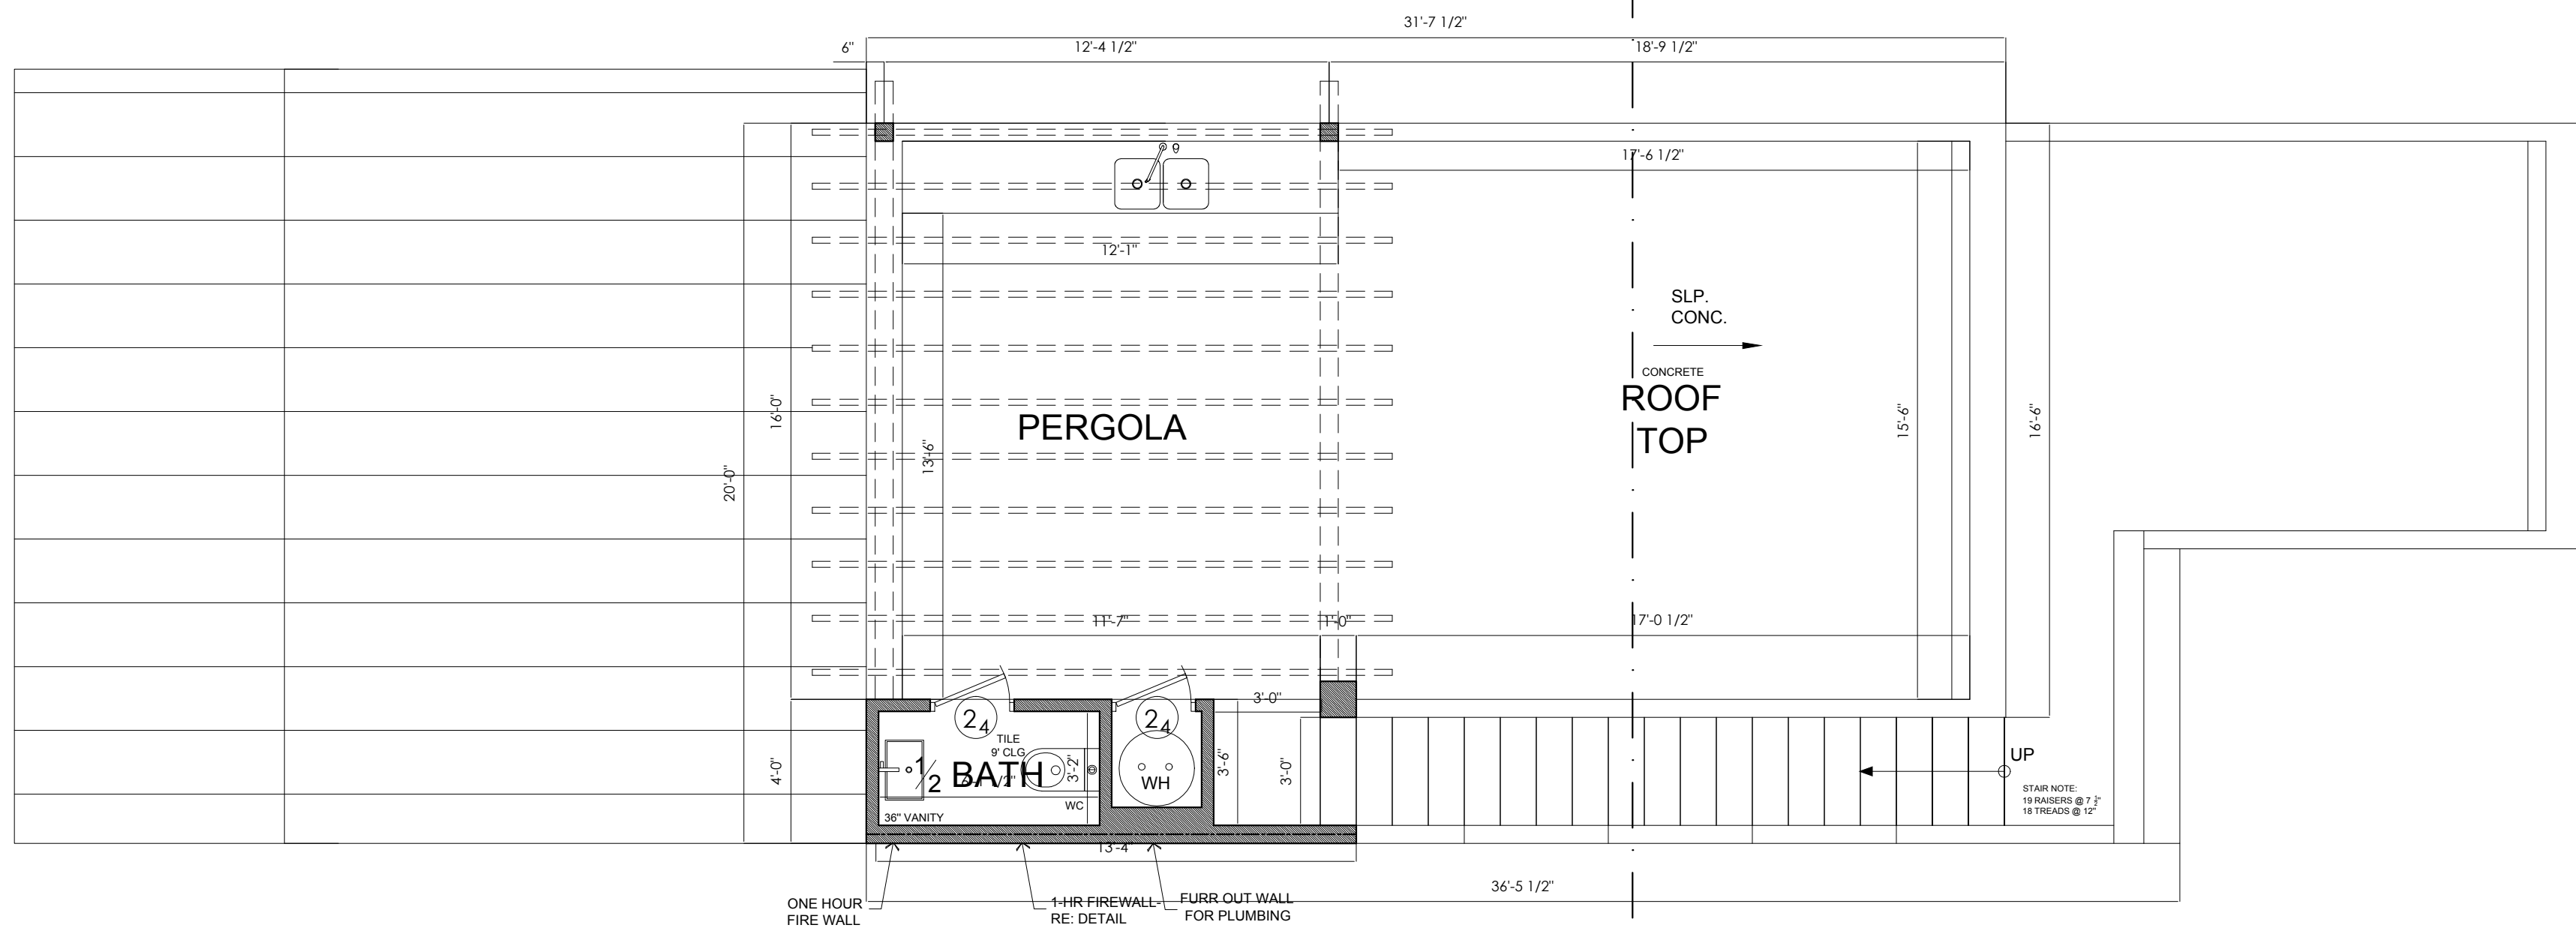 31'-7 1/2"
6"
12'-4 1/2"
18'-9 1/2"
17'-6 1/2"
12'-1"
SLP.
CONC.
CONCRETE
ROOF
TOP
PERGOLA
16'-0"
20'-0"
13'-6"
15'-6"
16'-6"
11'-7"
1'-0"
17'-0 1/2"
3'-0"
24
24
TILE
9' CLG
1/2 BATH
3'-2"
WC
36" VANITY
WH
3'-6"
3'-0"
4'-0"
UP
STAIR NOTE:
19 RAISERS @ 7 1/2"
18 TREADS @ 12"
13'-4"
36'-5 1/2"
ONE HOUR
FIRE WALL
1-HR FIREWALL-
RE: DETAIL
FURR OUT WALL
FOR PLUMBING